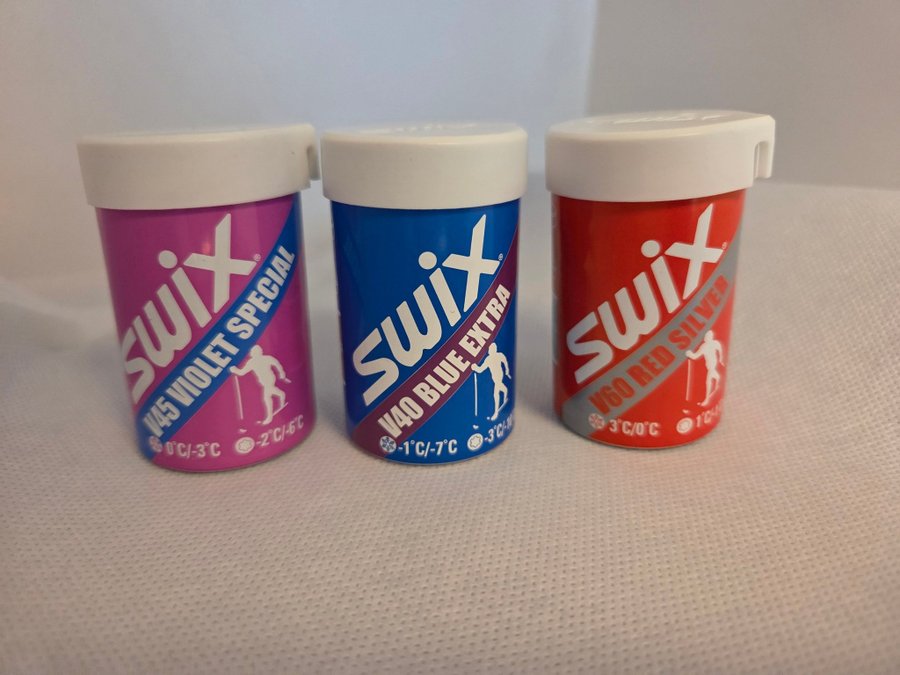 swix
V45 VIOLET SPECIAL
0°C/-3°C -2°C/-6°C
swix
V40 BLUE EXTRA
-1°C/-7°C
swix
V60 RED SILVER
3°C/0°C